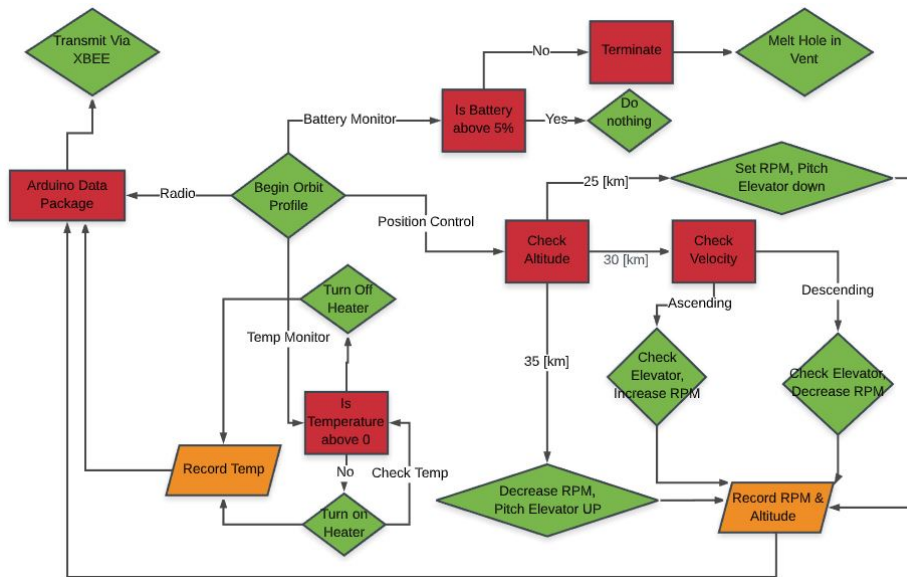 Transmit Via
XBEE
No
Terminate
Melt Hole in
Vent
Battery Monitor
Is Battery
above 5%
Yes
Do
nothing
Arduino Data
Package
Radio
Begin Orbit
Profile
25 [km]
Set RPM, Pitch
Elevator down
Position Control
Check
Altitude
30 [km]
Check
Velocity
Turn Off
Heater
Ascending
Descending
Temp Monitor
35 [km]
Check
Elevator,
Increase RPM
Check Elevator,
Decrease RPM
Is
Temperature
above 0
Record Temp
No
Check Temp
Turn on
Heater
Decrease RPM,
Pitch Elevator UP
Record RPM &
Altitude